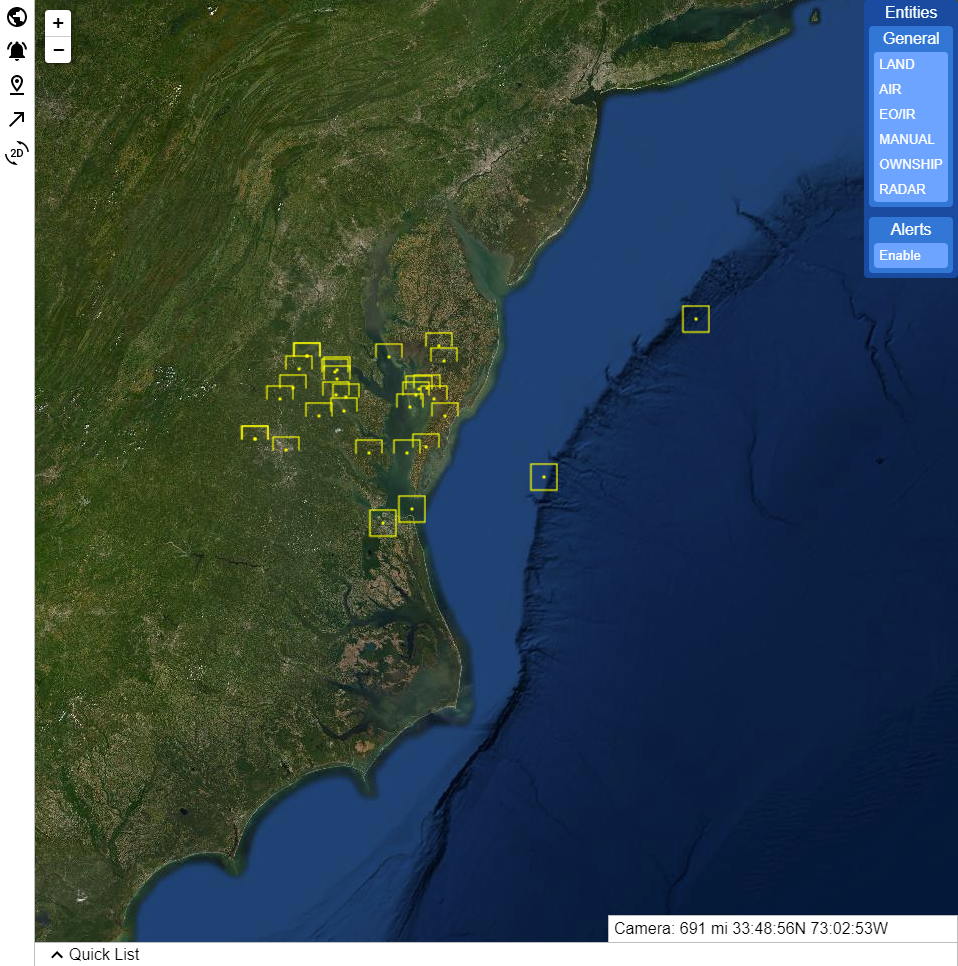 +
−
2D
Entities
General
LAND
AIR
EO/IR
MANUAL
OWNSHIP
RADAR
Alerts
Enable
Camera: 691 mi 33:48:56N 73:02:53W
Quick List